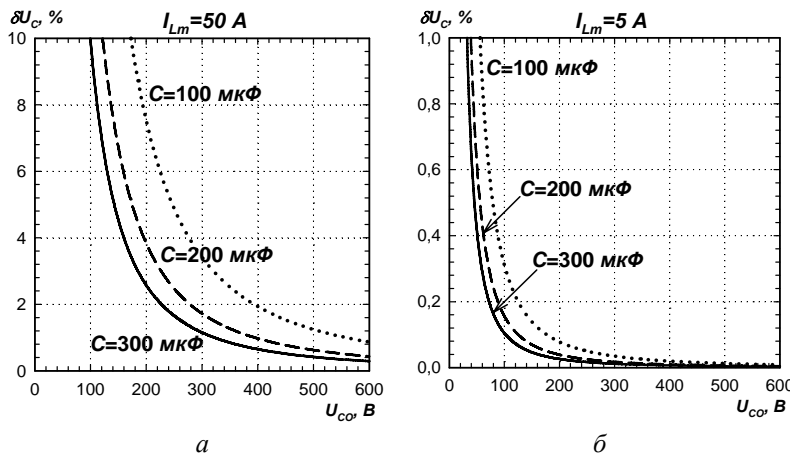 δU_C, %
I_Lm=50 A
10
8
6
4
2
0
C=100 мкФ
C=200 мкФ
C=300 мкФ
0 100 200 300 400 500 600
U_CO, В
а
δU_C, %
I_Lm=5 A
1,0
0,8
0,6
0,4
0,2
0,0
C=100 мкФ
C=200 мкФ
C=300 мкФ
0 100 200 300 400 500 600
U_CO, В
б